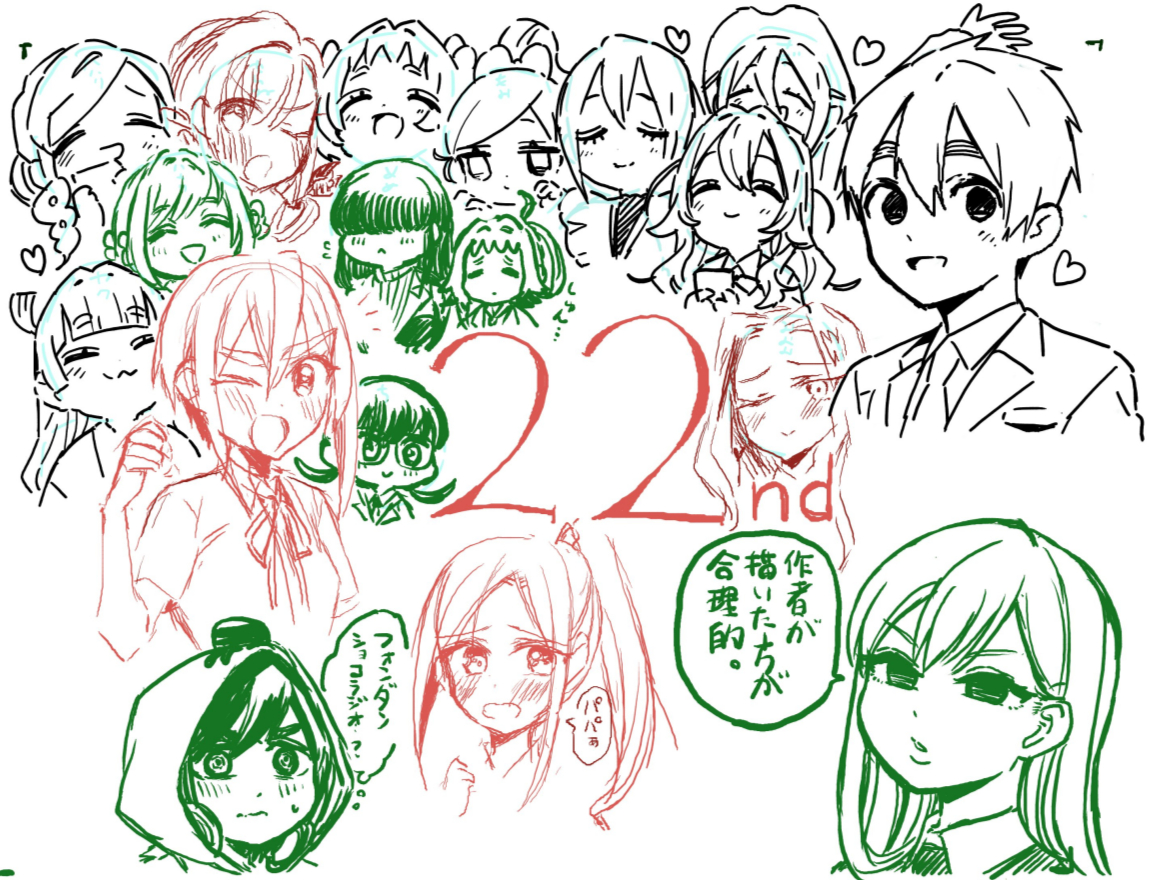 22nd
作者が
描いたちが
合理的。
フォンダン
ショコラジオ
パパぁ